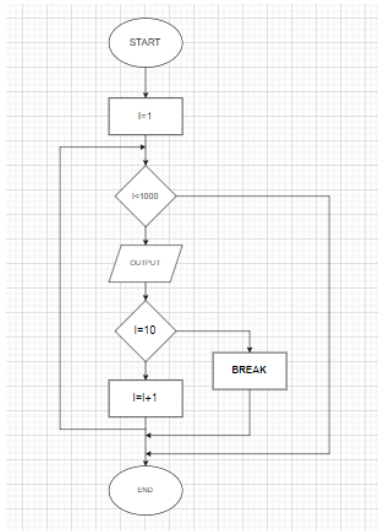 START
I=1
I<1000
OUTPUT
I=10
BREAK
I=I+1
END